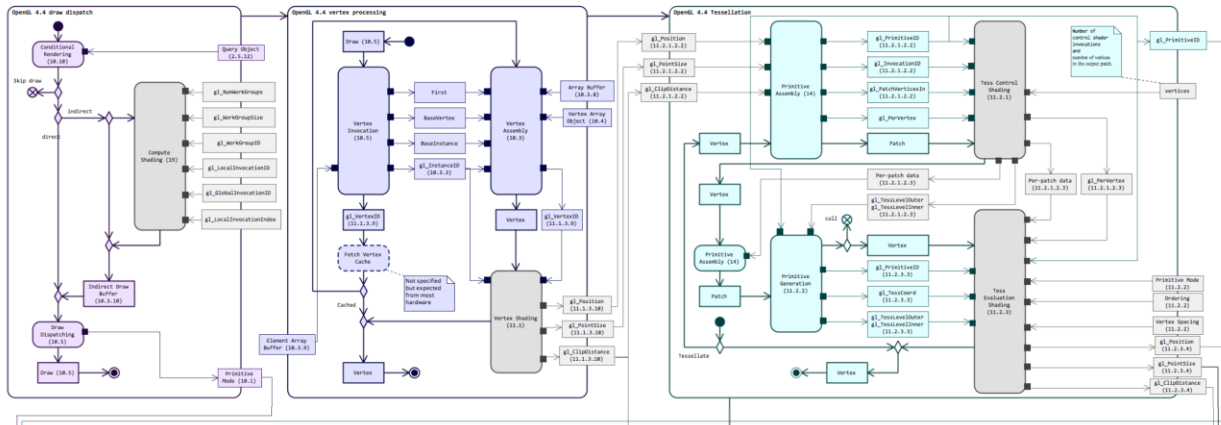 OpenGL 4.4 draw dispatch
Conditional
Rendering
(10.10)
Query Object
(2.5.12)
Skip draw
indirect
direct
Compute
Shading (19)
gl_NumWorkGroups
gl_WorkGroupSize
gl_WorkGroupID
gl_LocalInvocationID
gl_GlobalInvocationID
gl_LocalInvocationIndex
Indirect Draw
Buffer
(10.3.10)
Draw
Dispatching
(10.5)
Draw (10.5)
Primitive
Mode (10.1)
OpenGL 4.4 vertex processing
Draw (10.5)
Vertex
Invocation
(10.5)
First
BaseVertex
BaseInstance
gl_InstanceID
(10.3.3)
Vertex
Assembly
(10.3)
Array Buffer
(10.3.9)
Vertex Array
Object (10.4)
gl_VertexID
(11.1.3.9)
Vertex
gl_VertexID
(11.1.3.9)
Fetch Vertex
Cache
Not specified
but expected
from most
hardware
Cached
Vertex Shading
(11.1)
gl_Position
(11.1.3.10)
gl_PointSize
(11.1.3.10)
gl_ClipDistance
(11.1.3.10)
Element Array
Buffer (10.3.9)
Vertex
OpenGL 4.4 Tessellation
gl_Position
(11.2.1.2.2)
gl_PointSize
(11.2.1.2.2)
gl_ClipDistance
(11.2.1.2.2)
Primitive
Assembly (14)
gl_PrimitiveID
(11.2.1.2.2)
gl_InvocationID
(11.2.1.2.2)
gl_PatchVerticesIn
(11.2.1.2.2)
gl_PerVertex
(11.2.1.2.2)
Tess Control
Shading
(11.2.1)
Number of
control shader
invocations
and
number of vertices
in the output patch.
gl_PrimitiveID
vertices
Vertex
Patch
Per-patch data
(11.2.1.2.3)
Vertex
gl_TessLevelOuter
gl_TessLevelInner
(11.2.1.2.3)
Per-patch data
(11.2.1.2.3)
gl_PerVertex
(11.2.1.2.3)
cull
Primitive
Assembly (14)
Primitive
Generation
(11.2.2)
Vertex
gl_PrimitiveID
(11.2.3.3)
gl_TessCoord
(11.2.3.3)
gl_TessLevelOuter
gl_TessLevelInner
(11.2.3.3)
Tess
Evaluation
Shading
(11.2.3)
Patch
Tessellate
Vertex
Primitive Mode
(11.2.2)
Ordering
(11.2.2)
Vertex Spacing
(11.2.2)
gl_Position
(11.2.3.4)
gl_PointSize
(11.2.3.4)
gl_ClipDistance
(11.2.3.4)